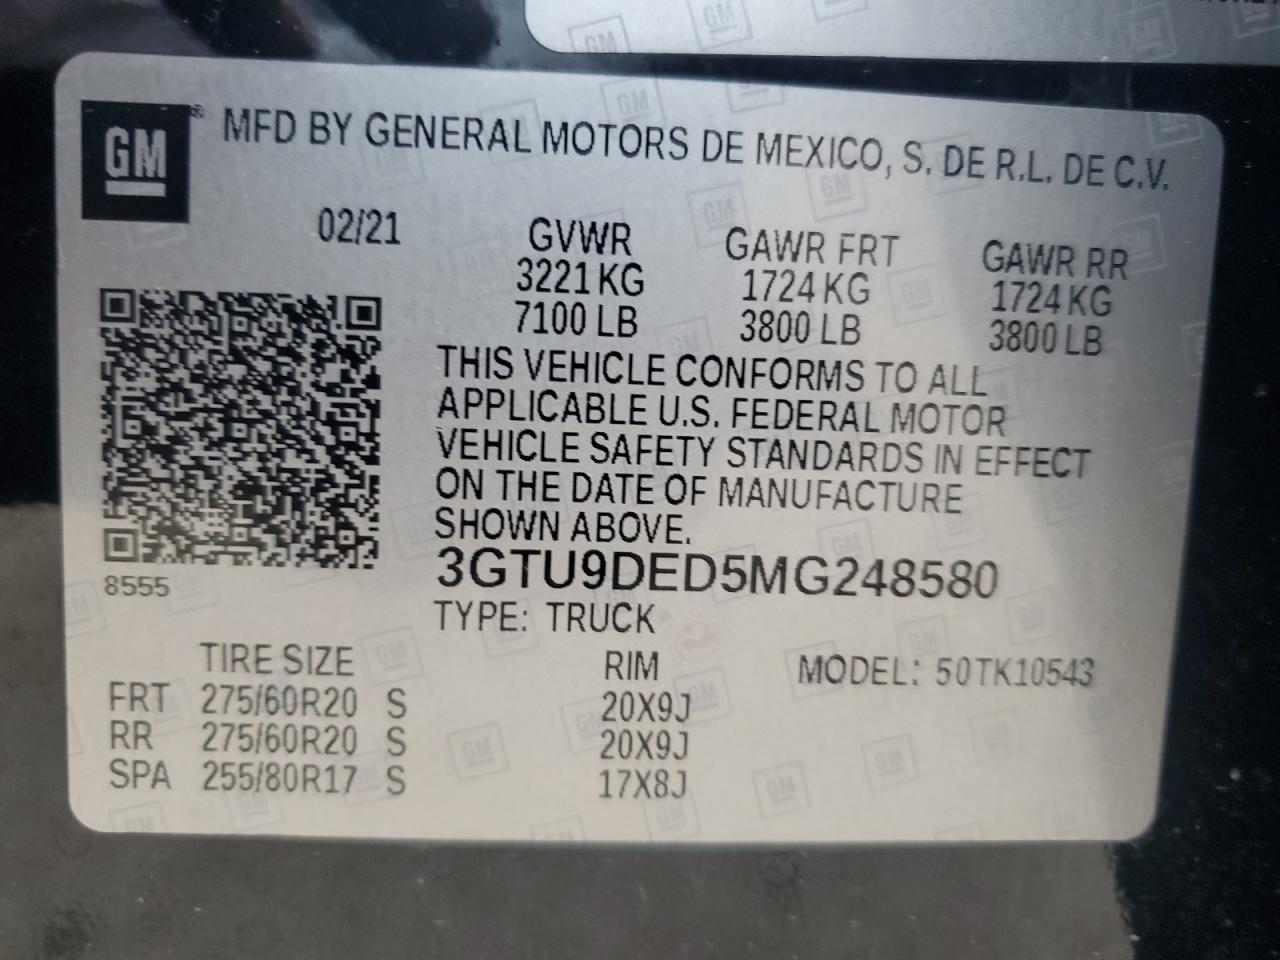 GM ® MFD BY GENERAL MOTORS DE MEXICO, S. DE R.L. DE C.V.
02/21
GVWR GAWR FRT GAWR RR
3221 KG 1724 KG 1724 KG
7100 LB 3800 LB 3800 LB
THIS VEHICLE CONFORMS TO ALL
APPLICABLE U.S. FEDERAL MOTOR
VEHICLE SAFETY STANDARDS IN EFFECT
ON THE DATE OF MANUFACTURE
SHOWN ABOVE.
3GTU9DED5MG248580
8555
TYPE: TRUCK
TIRE SIZE RIM MODEL: 50TK10543
FRT 275/60R20 S 20X9J
RR 275/60R20 S 20X9J
SPA 255/80R17 S 17X8J